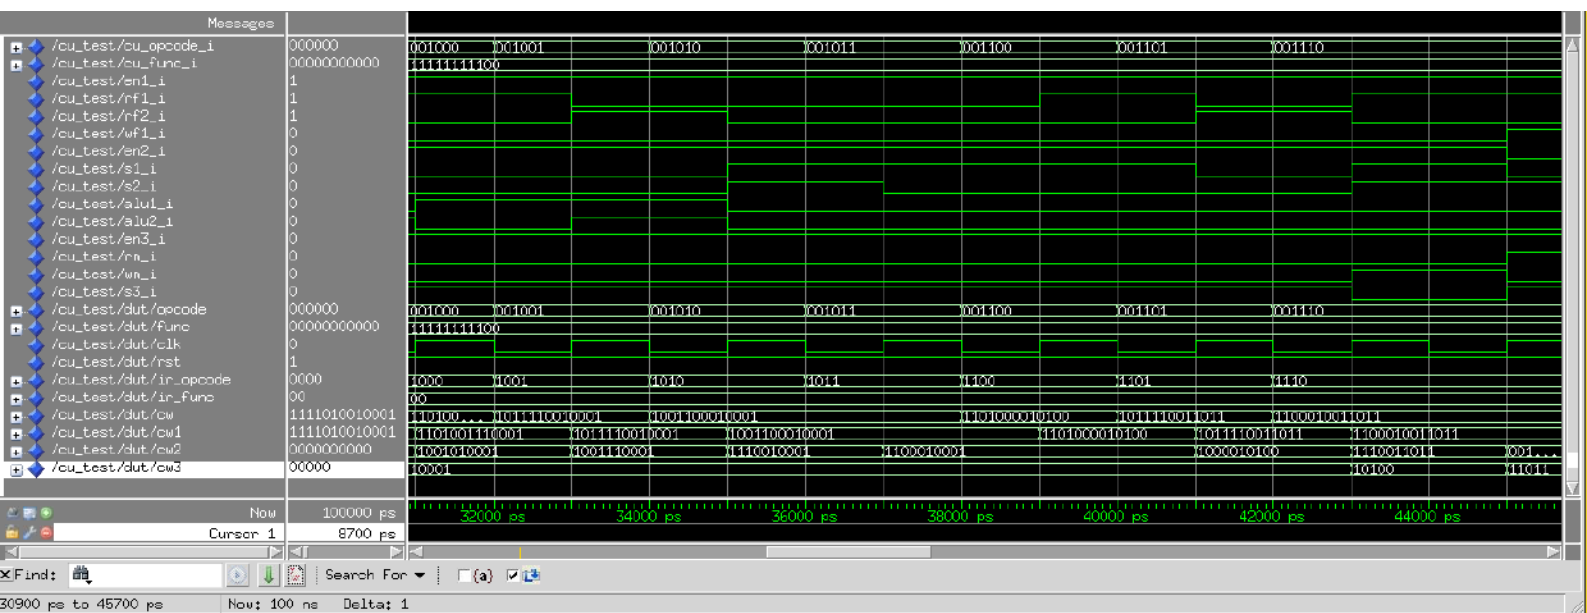 Messages
/cu_test/cu_opcode_i 000000 001000 001001 001010 001011 001100 001101 001110
/cu_test/cu_func_i 00000000000 11111111100
/cu_test/en1_i 1
/cu_test/rf1_i 1
/cu_test/rf2_i 1
/cu_test/wf1_i 0
/cu_test/en2_i 0
/cu_test/s1_i 0
/cu_test/s2_i 0
/cu_test/alu1_i 0
/cu_test/alu2_i 0
/cu_test/en3_i 0
/cu_test/rm_i 0
/cu_test/wm_i 0
/cu_test/s3_i 0
/cu_test/dut/opcode 000000 001000 001001 001010 001011 001100 001101 001110
/cu_test/dut/func 00000000000 11111111100
/cu_test/dut/clk 0
/cu_test/dut/rst 1
/cu_test/dut/ir_opcode 0000 1000 1001 1010 1011 1100 1101 1110
/cu_test/dut/ir_func 00 00
/cu_test/dut/cw 1111010010001 110100... 1011110010001 1001100010001 1101000010100 1011110011011 1100010011011
/cu_test/dut/cw1 1111010010001 1101001110001 1011110010001 1001100010001 1101000010100 1011110011011 1100010011011
/cu_test/dut/cw2 0000000000 1001010001 1001110001 1110010001 1100010001 1000010100 1110011011 001...
/cu_test/dut/cw3 00000 10001 10100 11011
Now 100000 ps 32000 ps 34000 ps 36000 ps 38000 ps 40000 ps 42000 ps 44000 ps
Cursor 1 8700 ps
Find: Search For {a}
30900 ps to 45700 ps Now: 100 ns Delta: 1